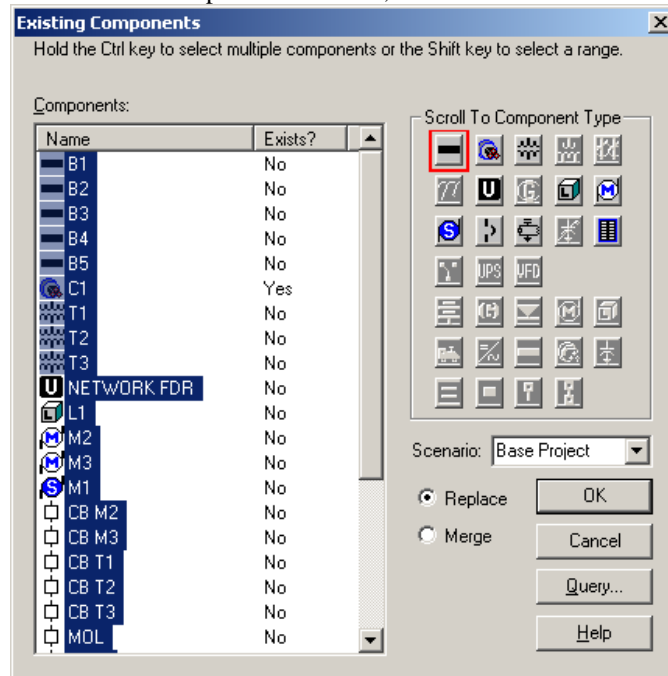 Existing Components
Hold the Ctrl key to select multiple components or the Shift key to select a range.
Components:
Name Exists?
B1 No
B2 No
B3 No
B4 No
B5 No
C1 Yes
T1 No
T2 No
T3 No
NETWORK FDR No
L1 No
M2 No
M3 No
M1 No
CB M2 No
CB M3 No
CB T1 No
CB T2 No
CB T3 No
MOL No
Scroll To Component Type
U G M
S
UPS VFD
M
Scenario: Base Project
Replace
Merge
OK
Cancel
Query...
Help